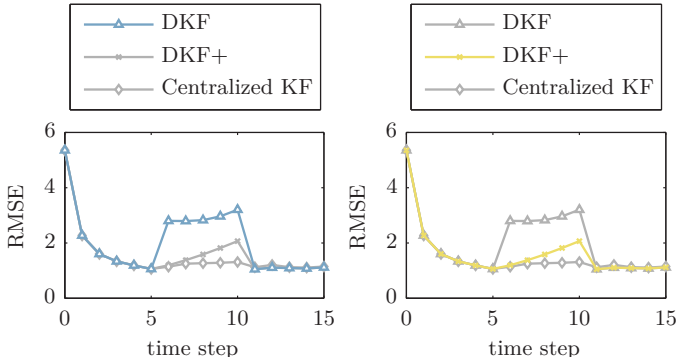 DKF
DKF+
Centralized KF
6
4
2
0
RMSE
0
5
10
15
time step
DKF
DKF+
Centralized KF
6
4
2
0
RMSE
0
5
10
15
time step